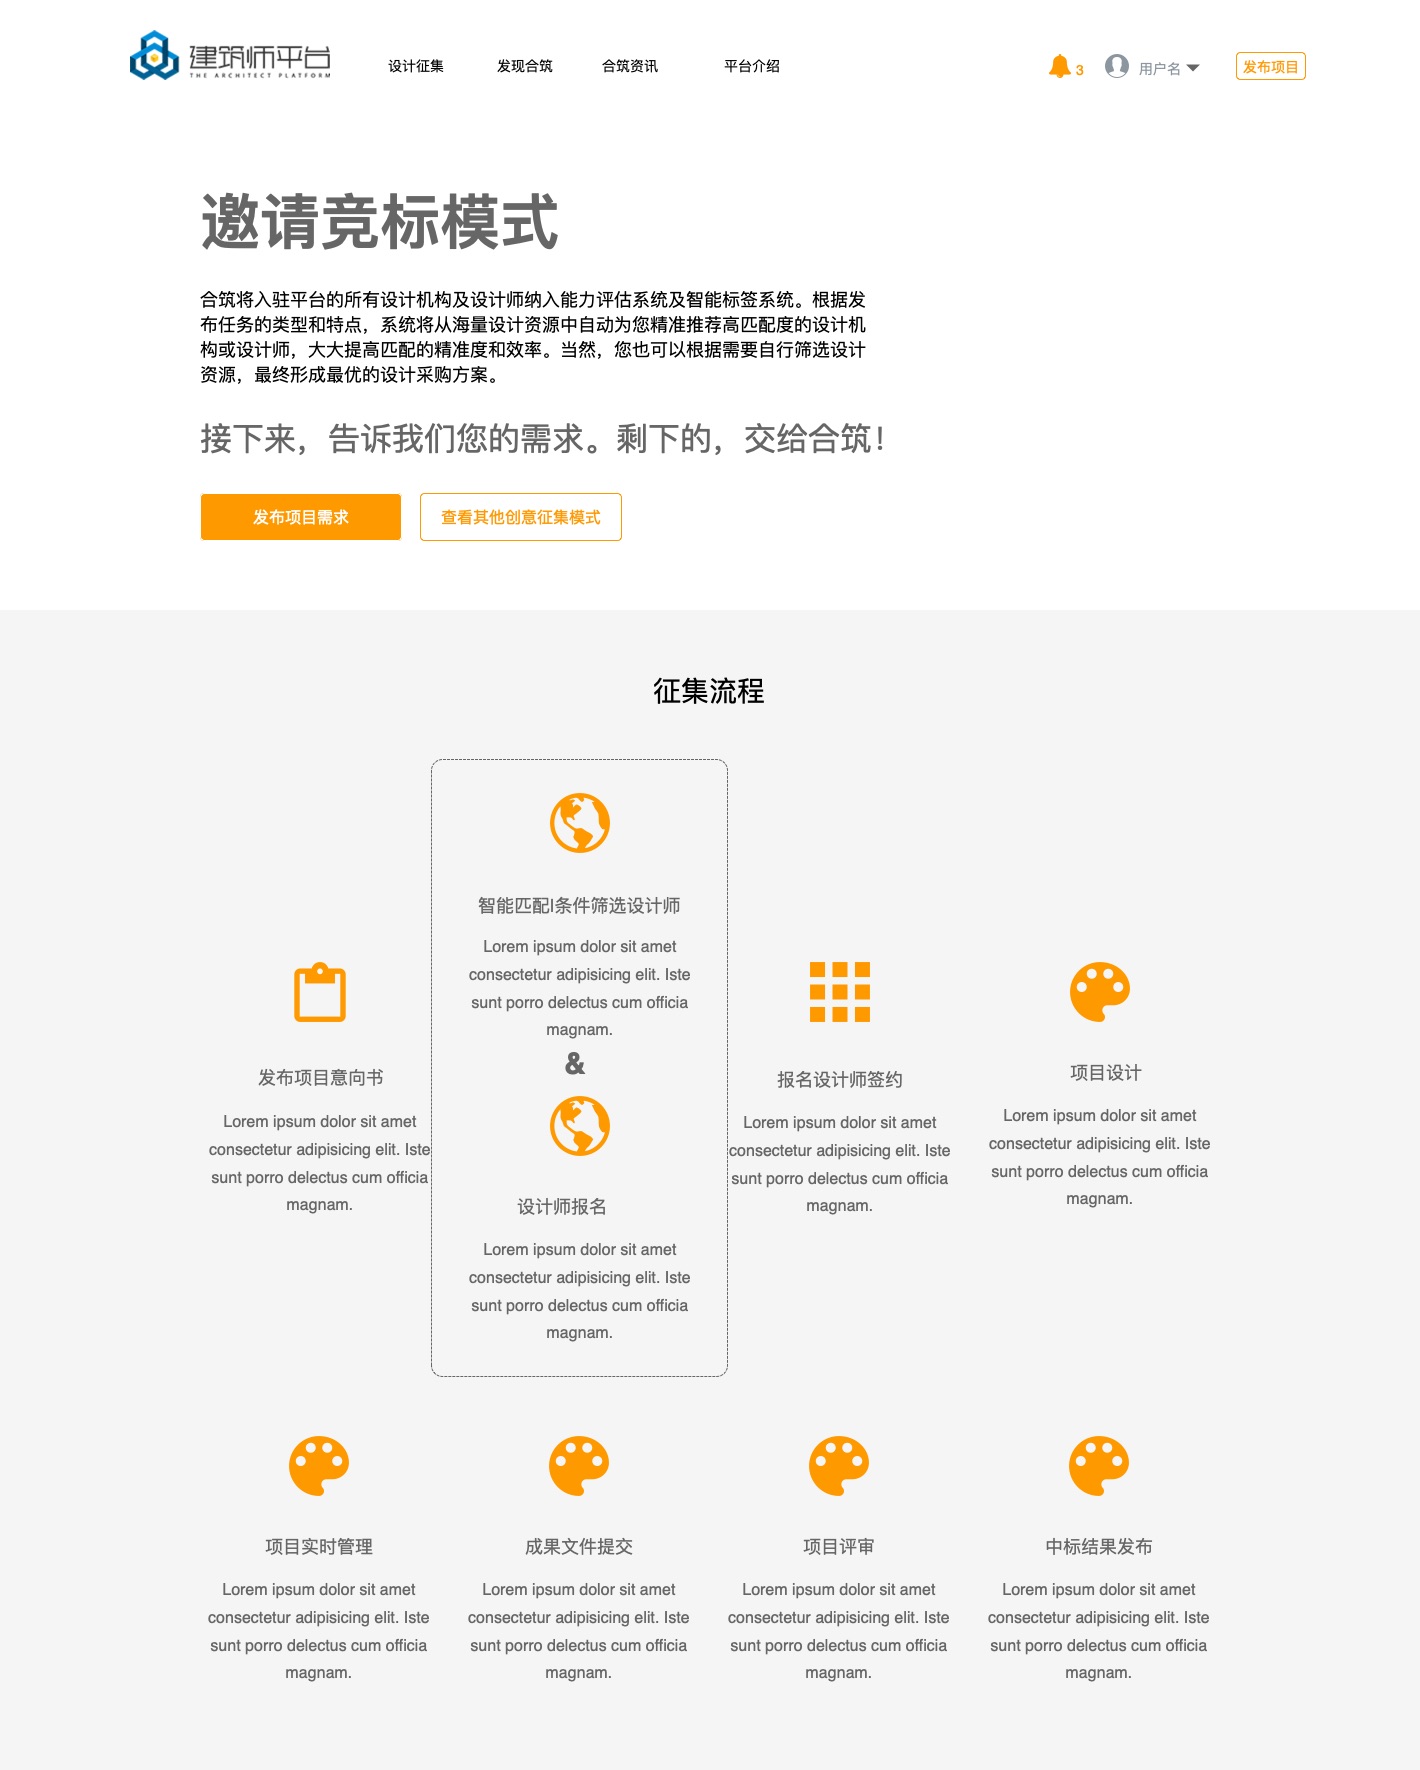 建筑师平台
THE ARCHITECT PLATFORM
设计征集
发现合筑
合筑资讯
平台介绍
3
用户名
发布项目
邀请竞标模式
合筑将入驻平台的所有设计机构及设计师纳入能力评估系统及智能标签系统。根据发
布任务的类型和特点，系统将从海量设计资源中自动为您精准推荐高匹配度的设计机
构或设计师，大大提高匹配的精准度和效率。当然，您也可以根据需要自行筛选设计
资源，最终形成最优的设计采购方案。
接下来，告诉我们您的需求。剩下的，交给合筑！
发布项目需求
查看其他创意征集模式
征集流程
发布项目意向书
Lorem ipsum dolor sit amet
consectetur adipisicing elit. Iste
sunt porro delectus cum officia
magnam.
智能匹配|条件筛选设计师
Lorem ipsum dolor sit amet
consectetur adipisicing elit. Iste
sunt porro delectus cum officia
magnam.
&
设计师报名
Lorem ipsum dolor sit amet
consectetur adipisicing elit. Iste
sunt porro delectus cum officia
magnam.
报名设计师签约
Lorem ipsum dolor sit amet
consectetur adipisicing elit. Iste
sunt porro delectus cum officia
magnam.
项目设计
Lorem ipsum dolor sit amet
consectetur adipisicing elit. Iste
sunt porro delectus cum officia
magnam.
项目实时管理
Lorem ipsum dolor sit amet
consectetur adipisicing elit. Iste
sunt porro delectus cum officia
magnam.
成果文件提交
Lorem ipsum dolor sit amet
consectetur adipisicing elit. Iste
sunt porro delectus cum officia
magnam.
项目评审
Lorem ipsum dolor sit amet
consectetur adipisicing elit. Iste
sunt porro delectus cum officia
magnam.
中标结果发布
Lorem ipsum dolor sit amet
consectetur adipisicing elit. Iste
sunt porro delectus cum officia
magnam.